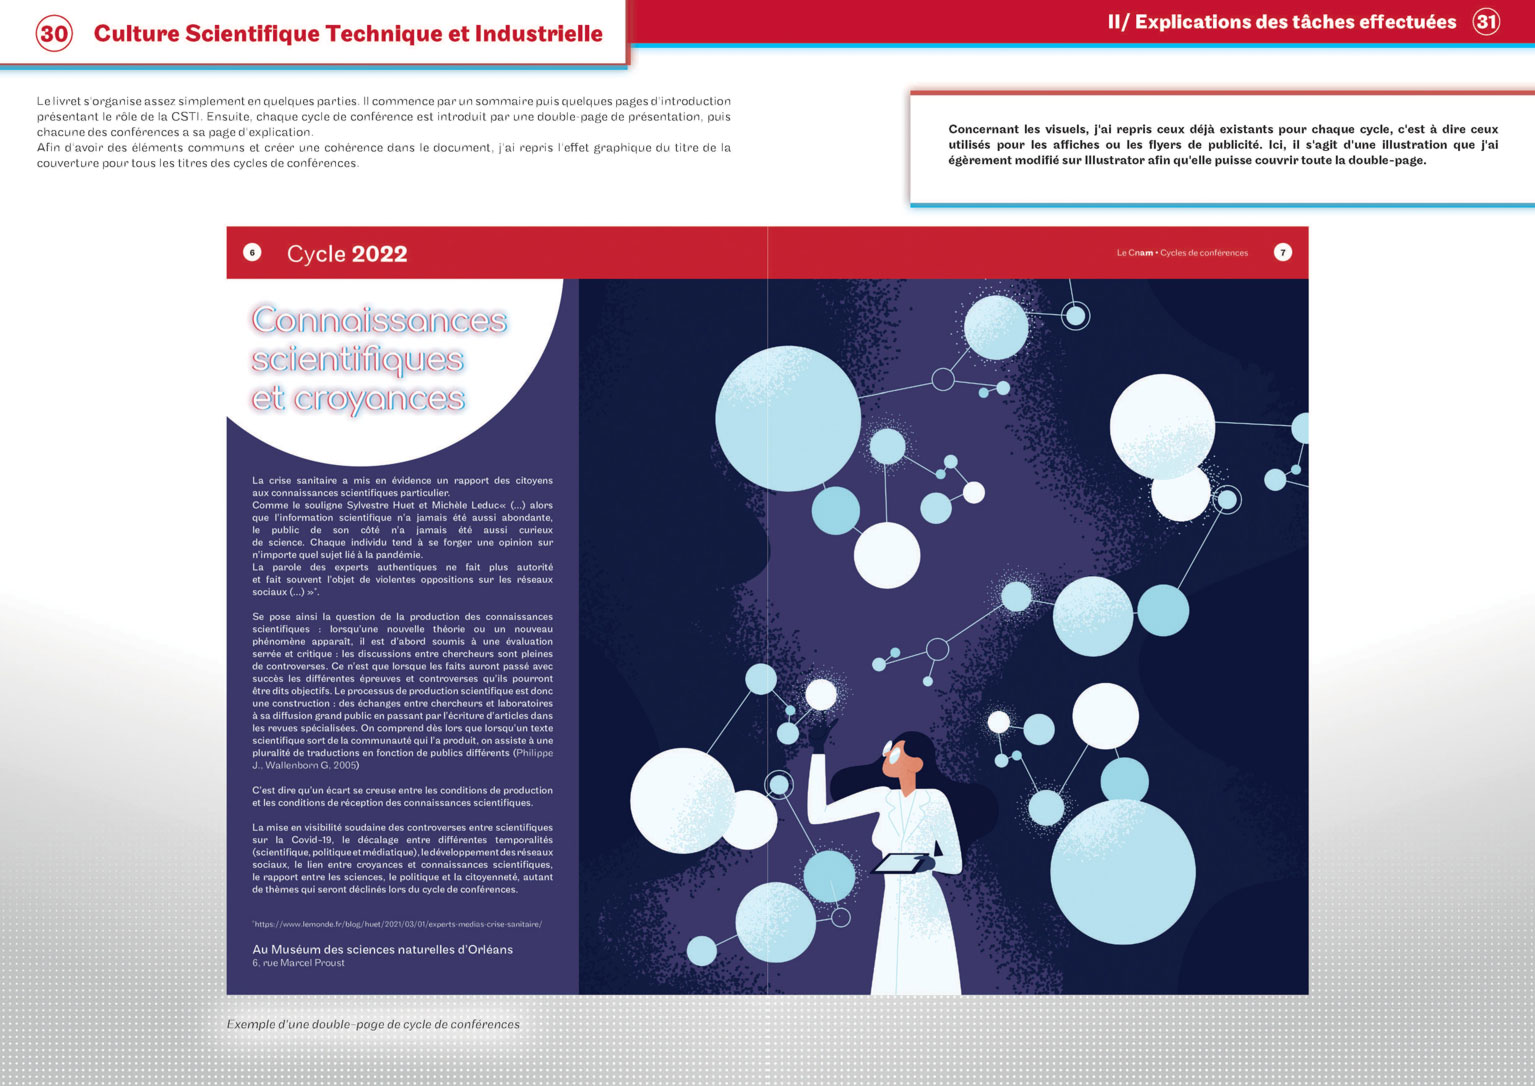 30 Culture Scientifique Technique et Industrielle
II/ Explications des tâches effectuées 31
Le livret s'organise assez simplement en quelques parties. Il commence par un sommaire puis quelques pages d'introduction
présentant le rôle de la CSTI. Ensuite, chaque cycle de conférence est introduit par une double-page de présentation, puis
chacune des conférences a sa page d'explication.
Afin d'avoir des éléments communs et créer une cohérence dans le document, j'ai repris l'effet graphique du titre de la
couverture pour tous les titres des cycles de conférences.
Concernant les visuels, j'ai repris ceux déjà existants pour chaque cycle, c'est à dire ceux
utilisés pour les affiches ou les flyers de publicité. Ici, il s'agit d'une illustration que j'ai
égèrement modifié sur Illustrator afin qu'elle puisse couvrir toute la double-page.
6 Cycle 2022
Le Cnam • Cycles de conférences 7
Connaissances
scientifiques
et croyances
La crise sanitaire a mis en évidence un rapport des citoyens
aux connaissances scientifiques particulier.
Comme le souligne Sylvestre Huet et Michèle Leduc« (...) alors
que l'information scientifique n'a jamais été aussi abondante,
le public de son côté n'a jamais été aussi curieux
de science. Chaque individu tend à se forger une opinion sur
n'importe quel sujet lié à la pandémie.
La parole des experts authentiques ne fait plus autorité
et fait souvent l'objet de violentes oppositions sur les réseaux
sociaux (...) »*.
Se pose ainsi la question de la production des connaissances
scientifiques : lorsqu'une nouvelle théorie ou un nouveau
phénomène apparaît, il est d'abord soumis à une évaluation
serrée et critique : les discussions entre chercheurs sont pleines
de controverses. Ce n'est que lorsque les faits auront passé avec
succès les différentes épreuves et controverses qu'ils pourront
être dits objectifs. Le processus de production scientifique est donc
une construction : des échanges entre chercheurs et laboratoires
à sa diffusion grand public en passant par l'écriture d'articles dans
les revues spécialisées. On comprend dès lors que lorsqu'un texte
scientifique sort de la communauté qui l'a produit, on assiste à une
pluralité de traductions en fonction de publics différents (Philippe
J., Wallenborn G, 2005)
C'est dire qu'un écart se creuse entre les conditions de production
et les conditions de réception des connaissances scientifiques.
La mise en visibilité soudaine des controverses entre scientifiques
sur la Covid-19, le décalage entre différentes temporalités
(scientifique, politique et médiatique), le développement des réseaux
sociaux, le lien entre croyances et connaissances scientifiques,
le rapport entre les sciences, le politique et la citoyenneté, autant
de thèmes qui seront déclinés lors du cycle de conférences.
*https://www.lemonde.fr/blog/huet/2021/03/01/experts-medias-crise-sanitaire/
Au Muséum des sciences naturelles d'Orléans
6, rue Marcel Proust
Exemple d'une double-page de cycle de conférences